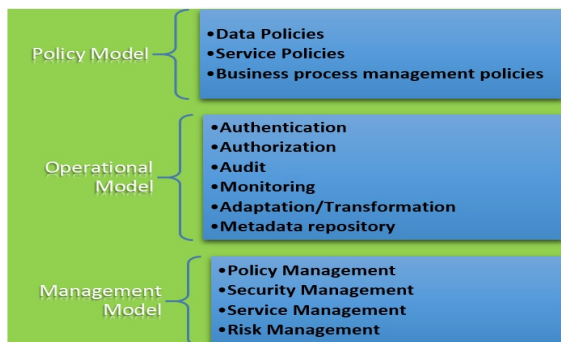 Policy Model
•Data Policies
•Service Policies
•Business process management policies
Operational
Model
•Authentication
•Authorization
•Audit
•Monitoring
•Adaptation/Transformation
•Metadata repository
Management
Model
•Policy Management
•Security Management
•Service Management
•Risk Management